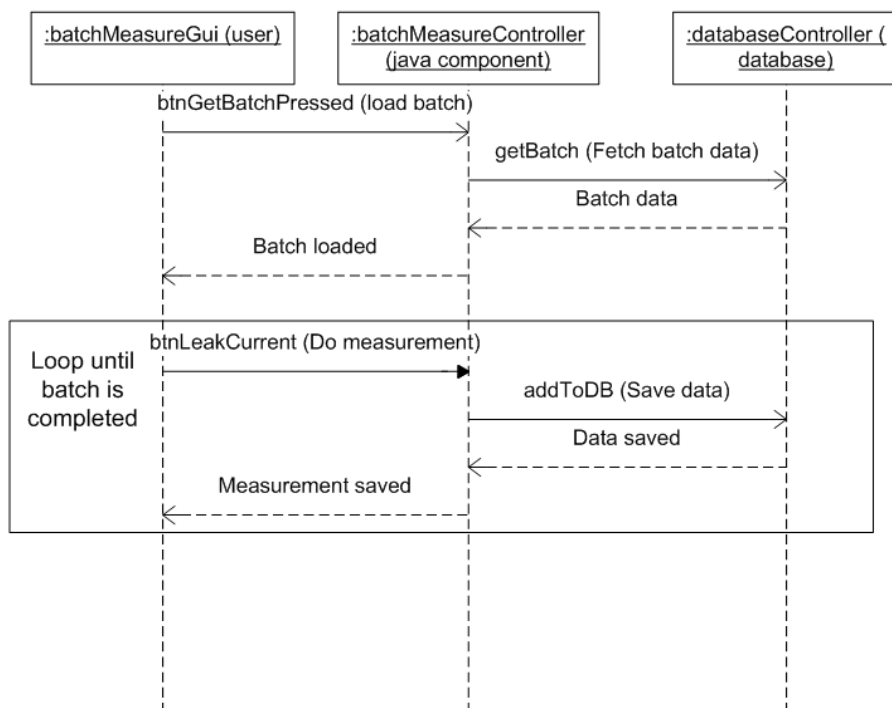 :batchMeasureGui (user)
:batchMeasureController
(java component)
:databaseController (
database)
btnGetBatchPressed (load batch)
getBatch (Fetch batch data)
Batch data
Batch loaded
btnLeakCurrent (Do measurement)
Loop until
batch is
completed
addToDB (Save data)
Data saved
Measurement saved